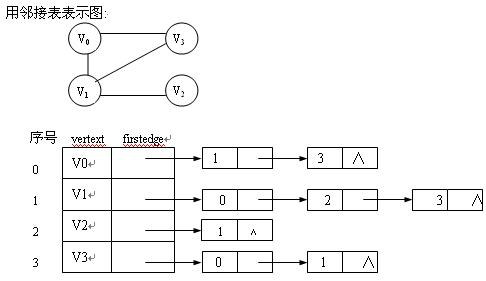 用邻接表表示图:
V0 V3
V1 V2
序号 vertext firstedge
0 V0 1 3 ∧
1 V1 0 2 3 ∧
2 V2 1 ∧
3 V3 0 1 ∧